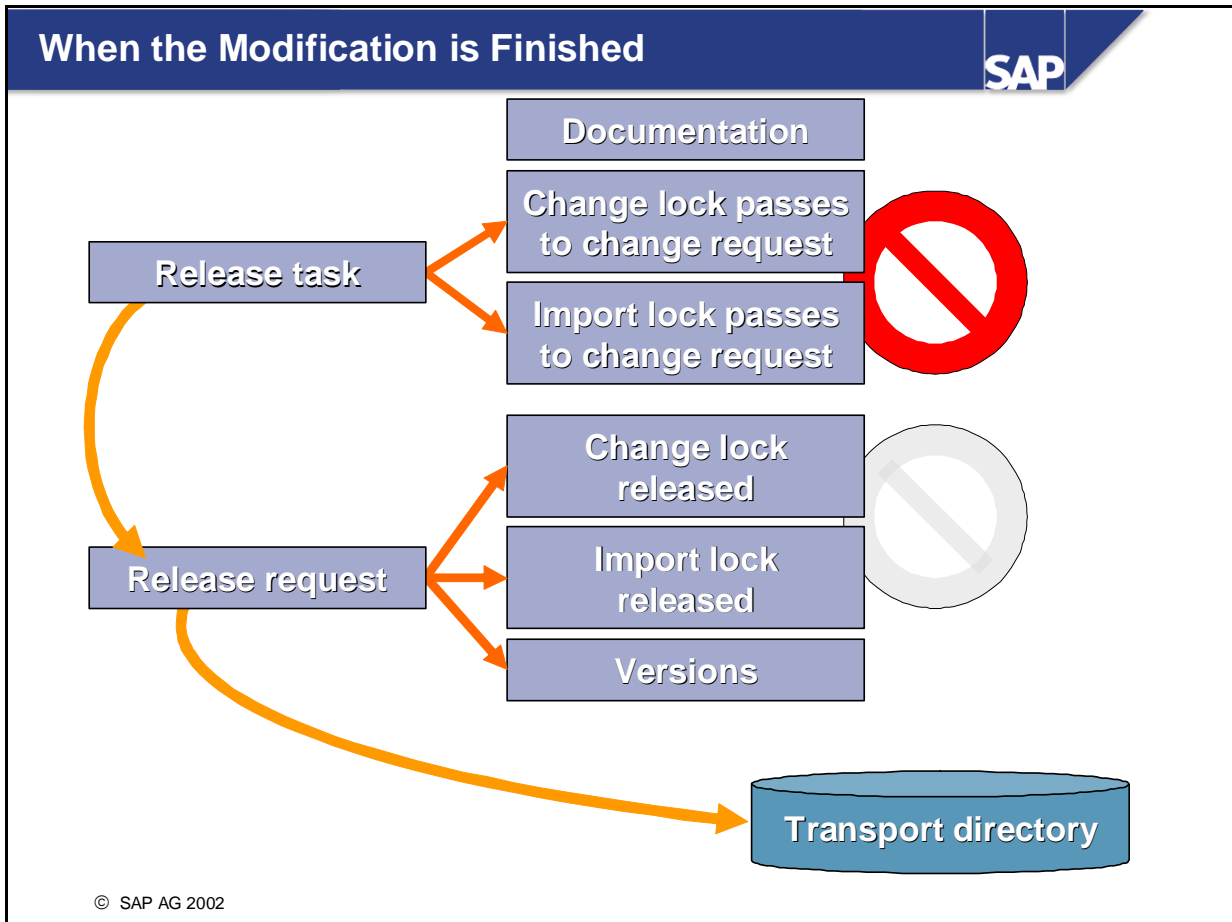 When the Modification is Finished
SAP
Documentation
Change lock passes
to change request
Release task
Import lock passes
to change request
Change lock
released
Release request
Import lock
released
Versions
Transport directory
© SAP AG 2002